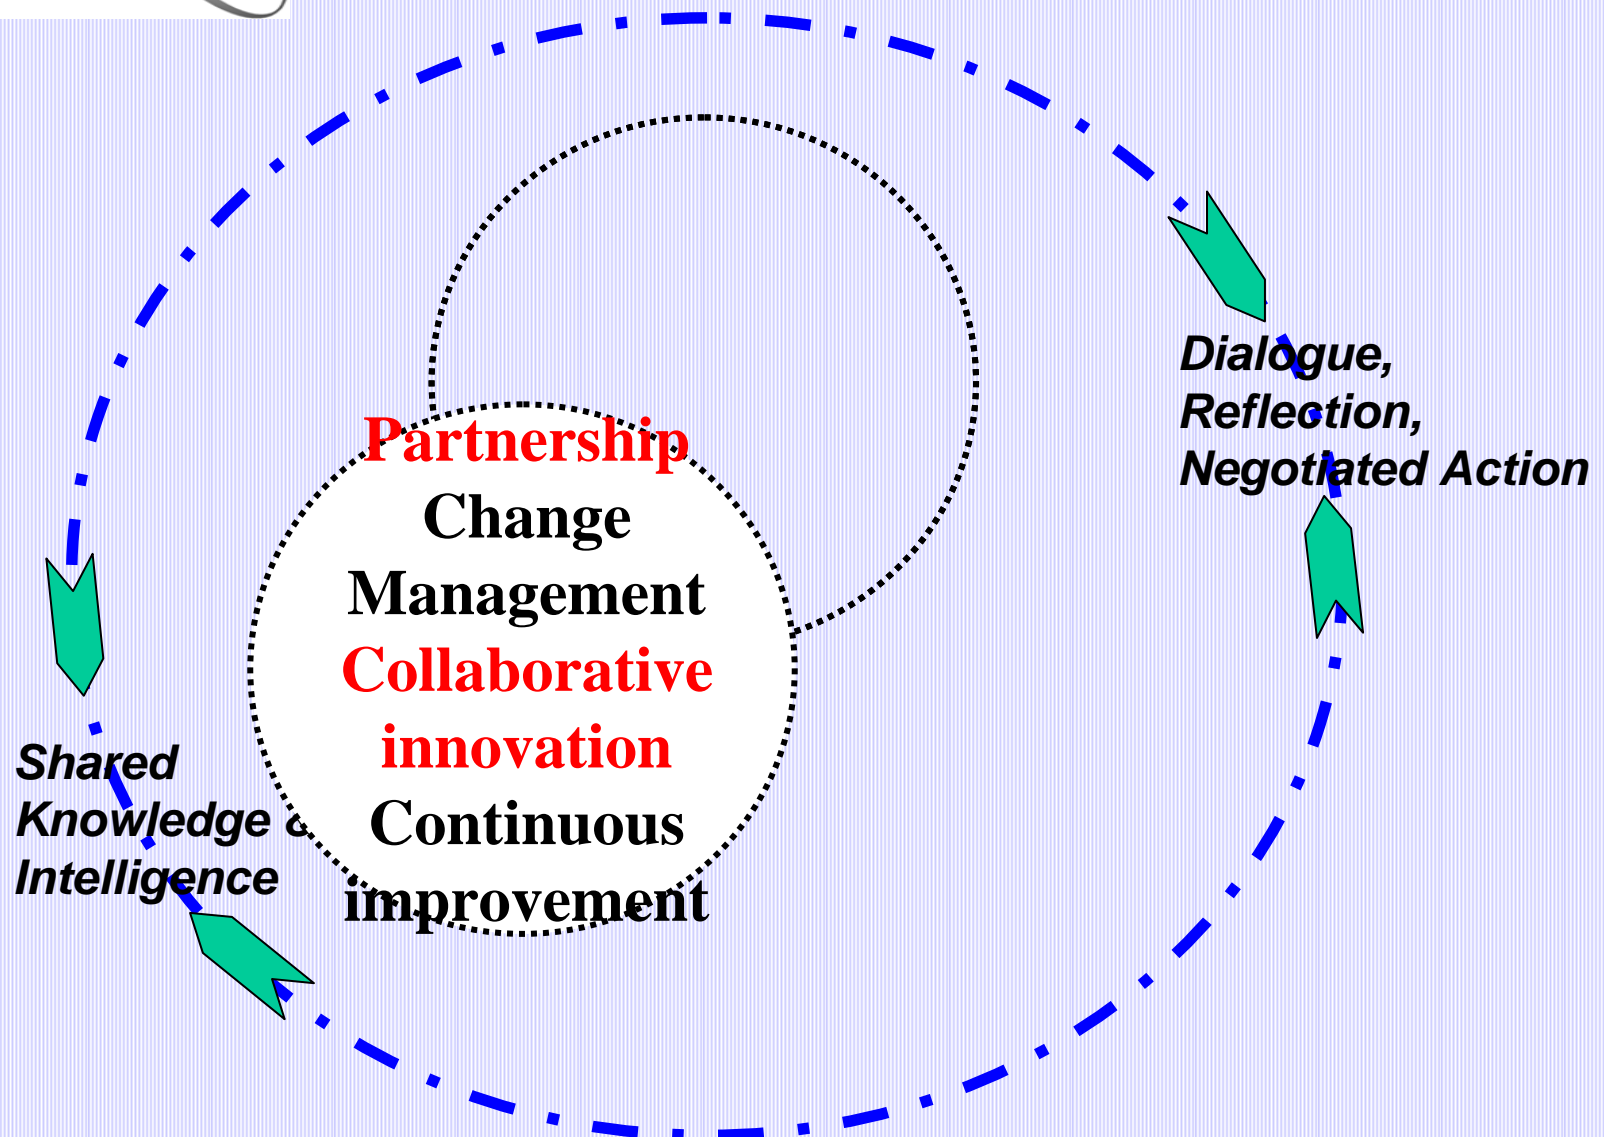 Dialogue,
Reflection,
Negotiated Action
Partnership
Change
Management
Collaborative
innovation
Continuous
improvement
Shared
Knowledge &
Intelligence